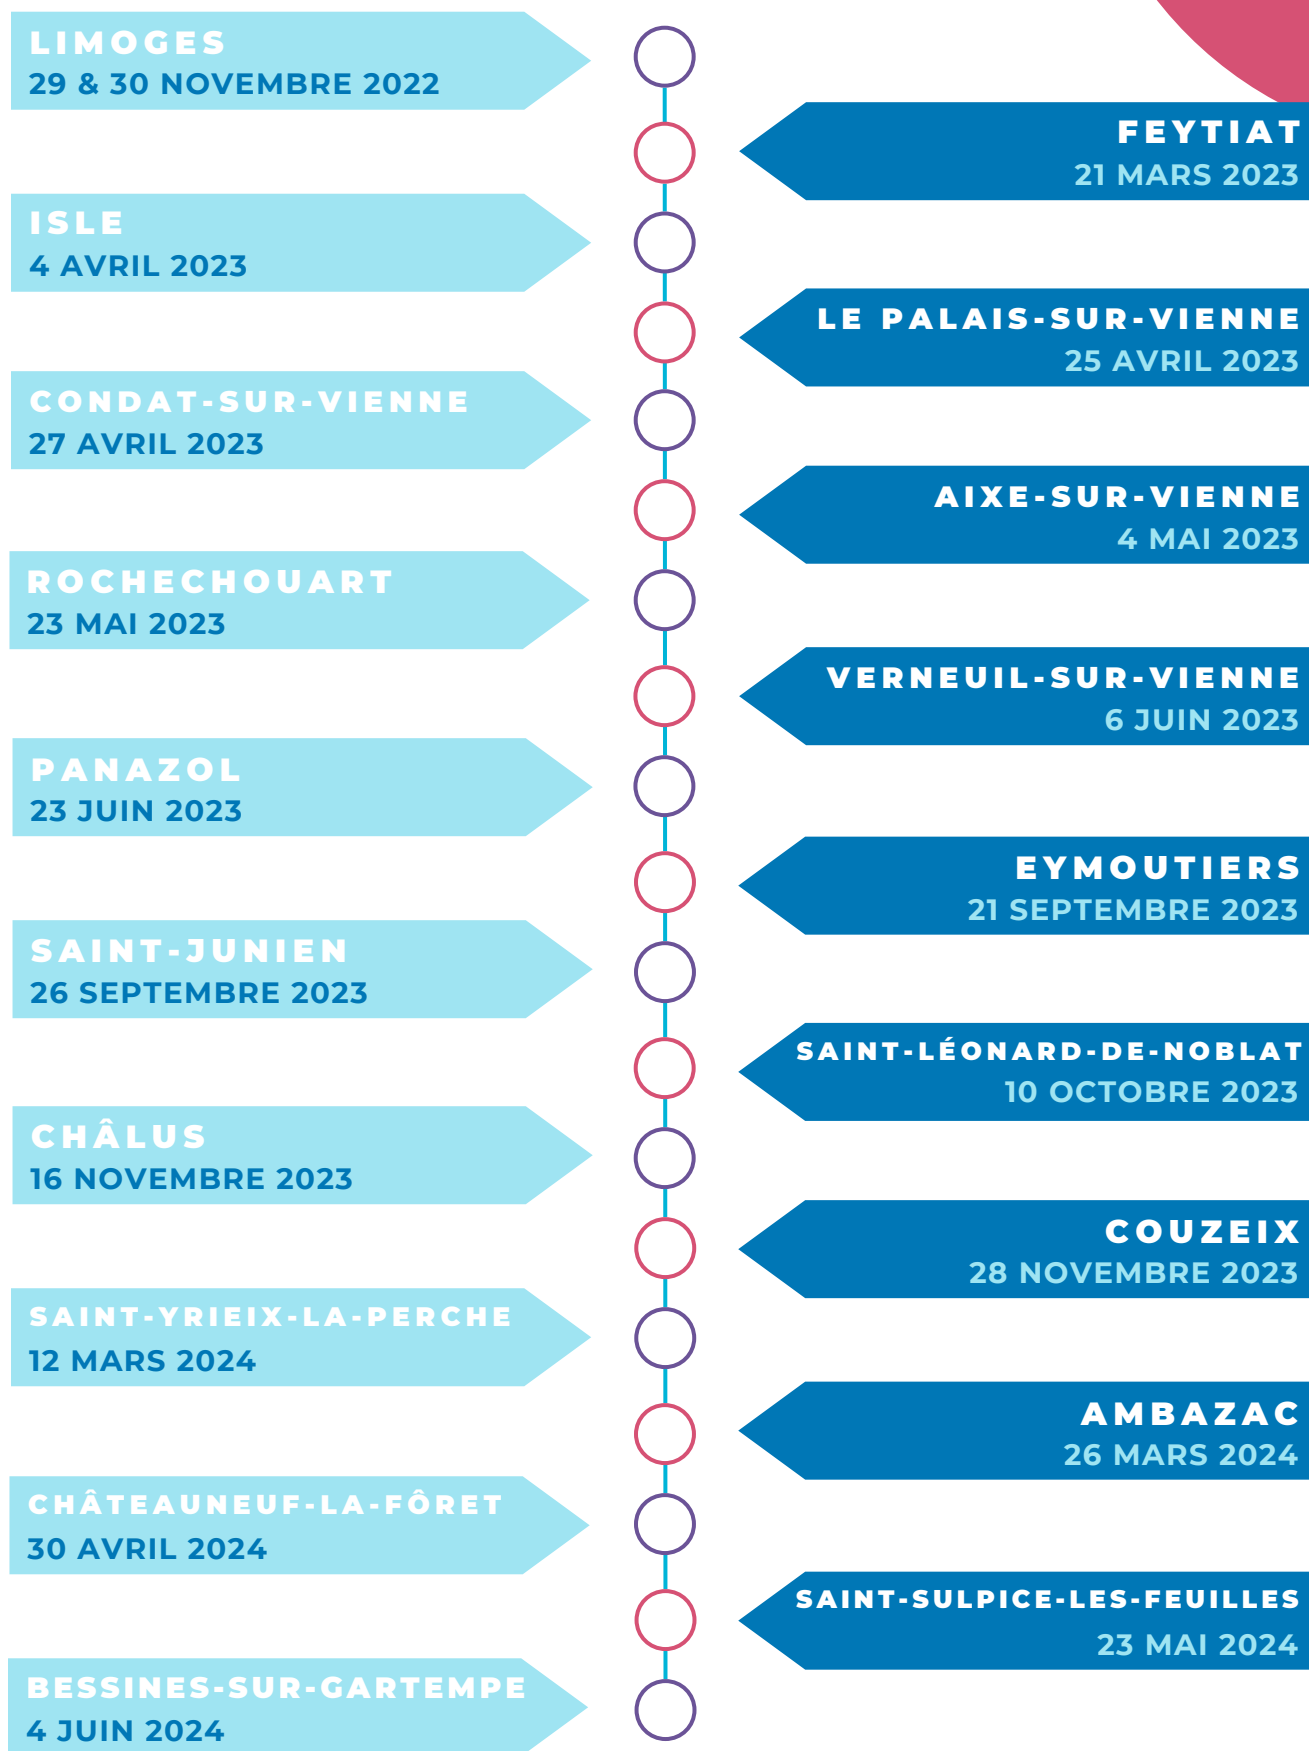 LIMOGES
29 & 30 NOVEMBRE 2022
FEYTIAT
21 MARS 2023
ISLE
4 AVRIL 2023
LE PALAIS-SUR-VIENNE
25 AVRIL 2023
CONDAT-SUR-VIENNE
27 AVRIL 2023
AIXE-SUR-VIENNE
4 MAI 2023
ROCHECHOUART
23 MAI 2023
VERNEUIL-SUR-VIENNE
6 JUIN 2023
PANAZOL
23 JUIN 2023
EYMOUTIERS
21 SEPTEMBRE 2023
SAINT-JUNIEN
26 SEPTEMBRE 2023
SAINT-LÉONARD-DE-NOBLAT
10 OCTOBRE 2023
CHÂLUS
16 NOVEMBRE 2023
COUZEIX
28 NOVEMBRE 2023
SAINT-YRIEIX-LA-PERCHE
12 MARS 2024
AMBAZAC
26 MARS 2024
CHÂTEAUNEUF-LA-FÔRET
30 AVRIL 2024
SAINT-SULPICE-LES-FEUILLES
23 MAI 2024
BESSINES-SUR-GARTEMPE
4 JUIN 2024